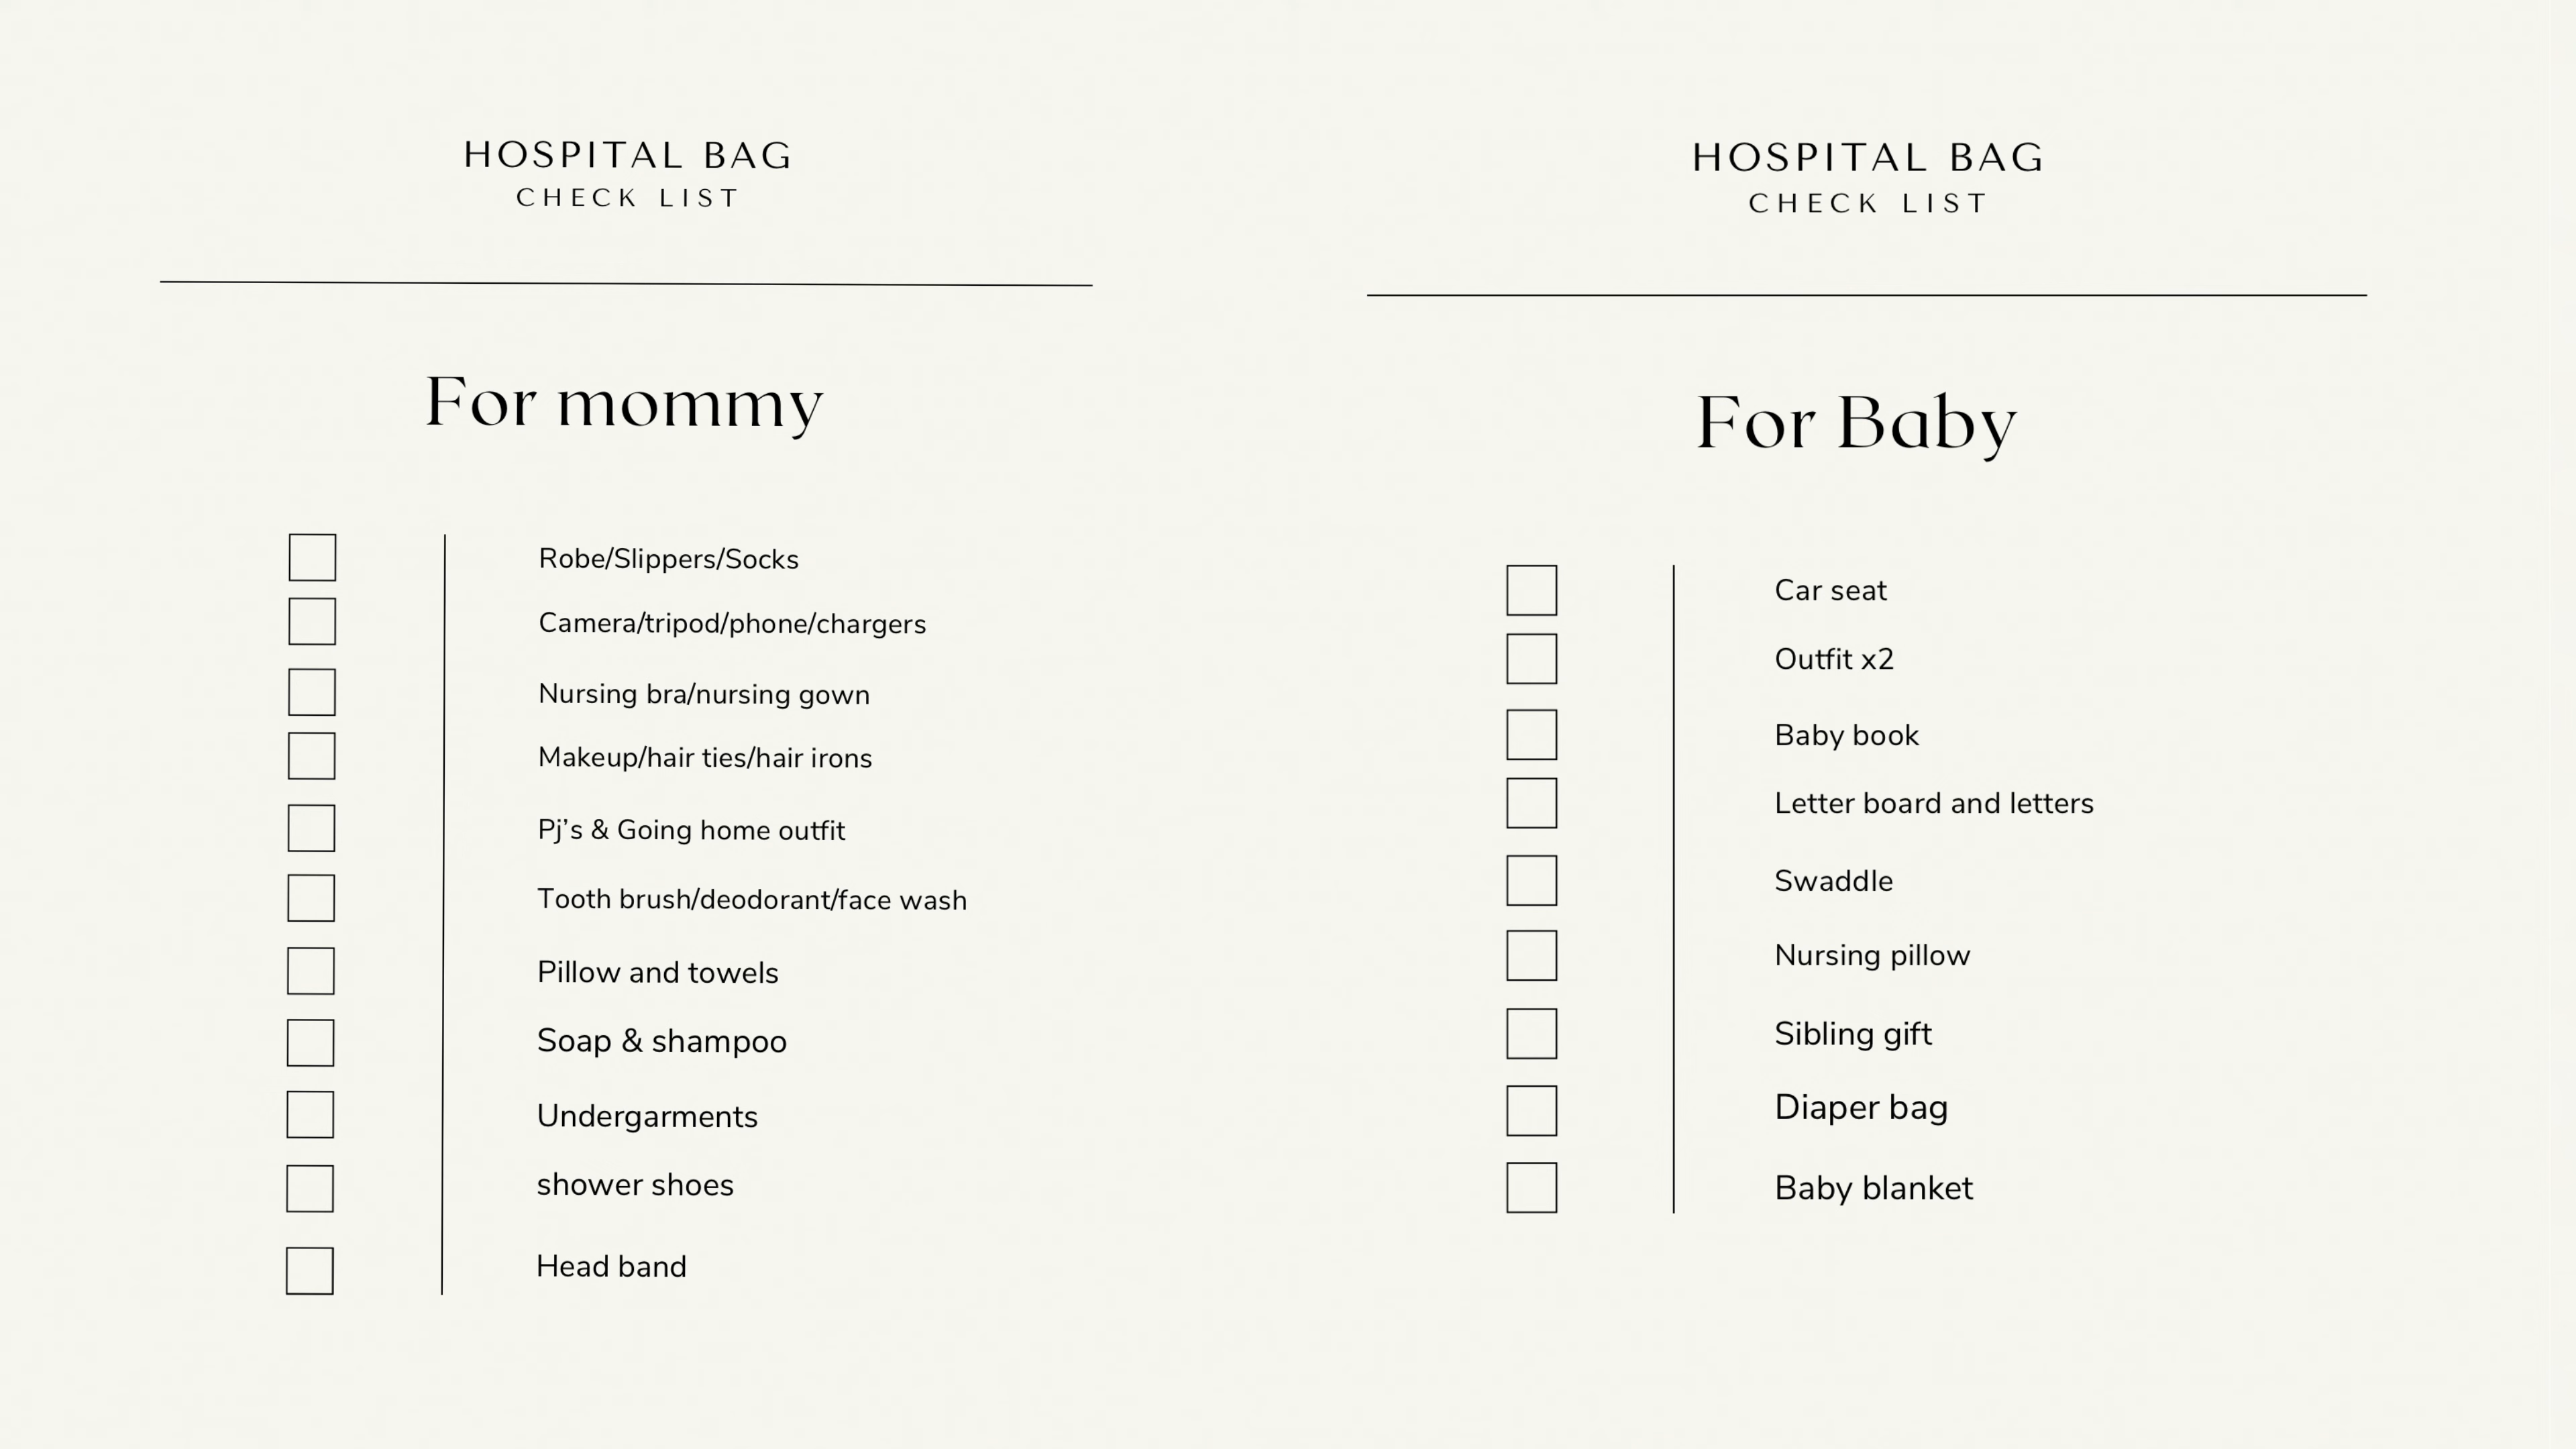 HOSPITAL BAG
CHECK LIST
For mommy
Robe/Slippers/Socks
Camera/tripod/phone/chargers
Nursing bra/nursing gown
Makeup/hair ties/hair irons
Pj's & Going home outfit
Tooth brush/deodorant/face wash
Pillow and towels
Soap & shampoo
Undergarments
shower shoes
Head band
HOSPITAL BAG
CHECK LIST
For Baby
Car seat
Outfit x2
Baby book
Letter board and letters
Swaddle
Nursing pillow
Sibling gift
Diaper bag
Baby blanket